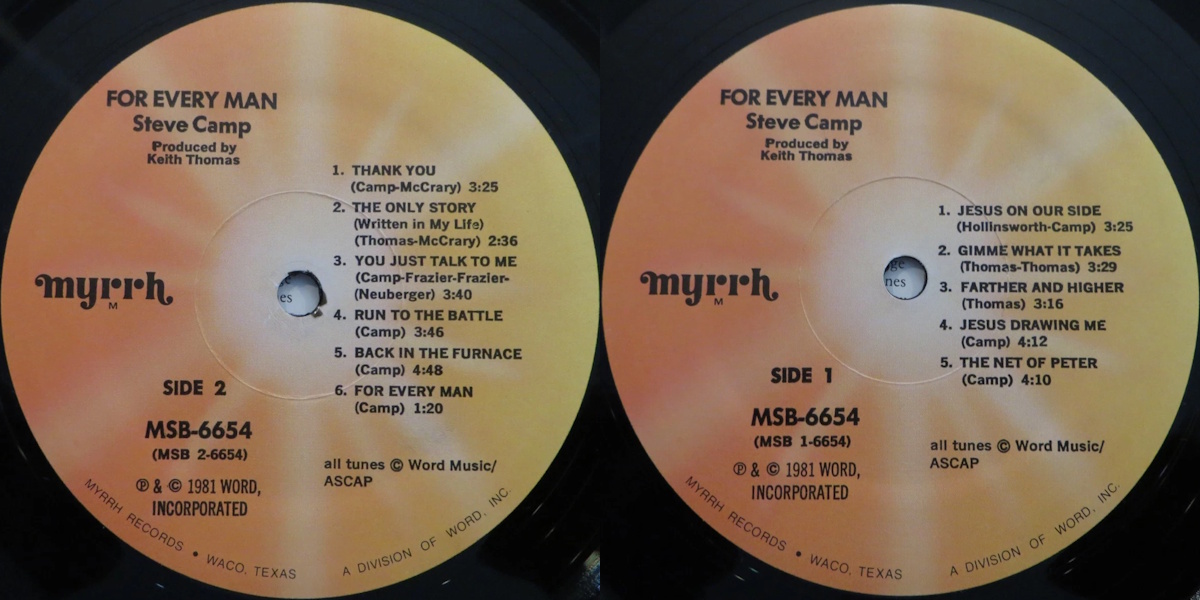 FOR EVERY MAN
Steve Camp
Produced by
Keith Thomas
1. THANK YOU
(Camp-McCrary) 3:25
2. THE ONLY STORY
(Written in My Life)
(Thomas-McCrary) 2:36
3. YOU JUST TALK TO ME
(Camp-Frazier-Frazier-
(Neuberger) 3:40
4. RUN TO THE BATTLE
(Camp) 3:46
5. BACK IN THE FURNACE
(Camp) 4:48
6. FOR EVERY MAN
(Camp) 1:20
myrrh
M
es
SIDE 2
MSB-6654
(MSB 2-6654)
℗ & © 1981 WORD,
INCORPORATED
all tunes © Word Music/
ASCAP
MYRRH RECORDS • WACO, TEXAS A DIVISION OF WORD, INC.
FOR EVERY MAN
Steve Camp
Produced by
Keith Thomas
1. JESUS ON OUR SIDE
(Hollinsworth-Camp) 3:25
2. GIMME WHAT IT TAKES
(Thomas-Thomas) 3:29
3. FARTHER AND HIGHER
(Thomas) 3:16
4. JESUS DRAWING ME
(Camp) 4:12
5. THE NET OF PETER
(Camp) 4:10
myrrh
M
ge
nes
SIDE 1
MSB-6654
(MSB 1-6654)
℗ & © 1981 WORD,
INCORPORATED
all tunes © Word Music/
ASCAP
MYRRH RECORDS • WACO, TEXAS A DIVISION OF WORD, INC.